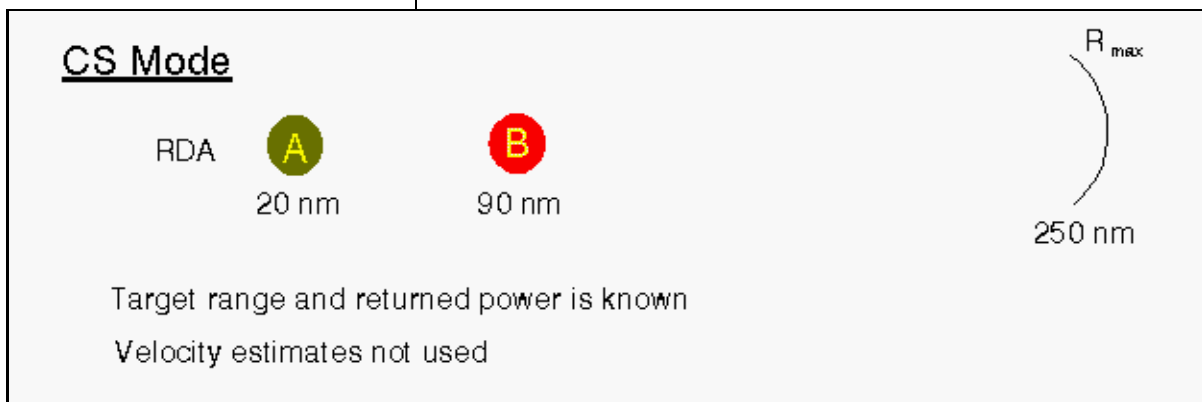 CS Mode
R max
RDA A B
20 nm 90 nm
250 nm
Target range and returned power is known
Velocity estimates not used